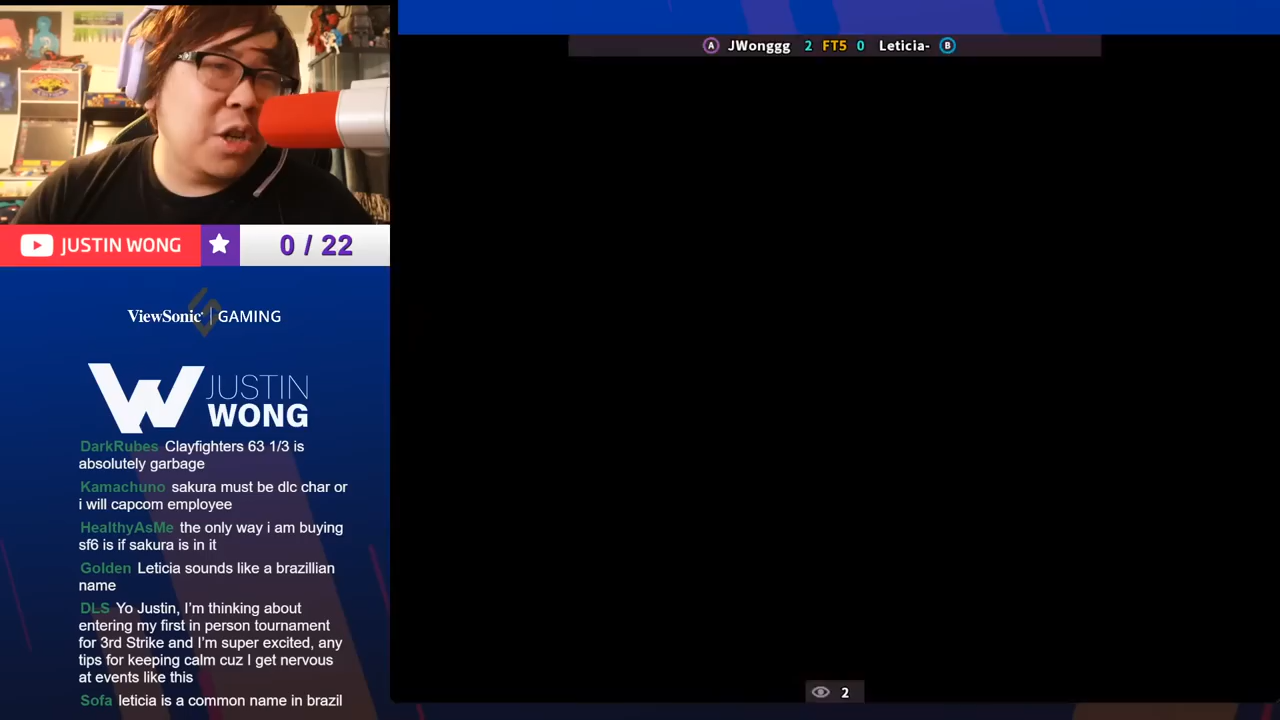 JWonggg 2 FT5 0 Leticia-
A
B
JUSTIN WONG
0 / 22
ViewSonic GAMING
JUSTIN
WONG
DarkRubes Clayfighters 63 1/3 is
absolutely garbage
Kamachuno sakura must be dlc char or
i will capcom employee
HealthyAsMe the only way i am buying
sf6 is if sakura is in it
Golden Leticia sounds like a brazillian
name
DLS Yo Justin, I'm thinking about
entering my first in person tournament
for 3rd Strike and I'm super excited, any
tips for keeping calm cuz I get nervous
at events like this
Sofa leticia is a common name in brazil
2